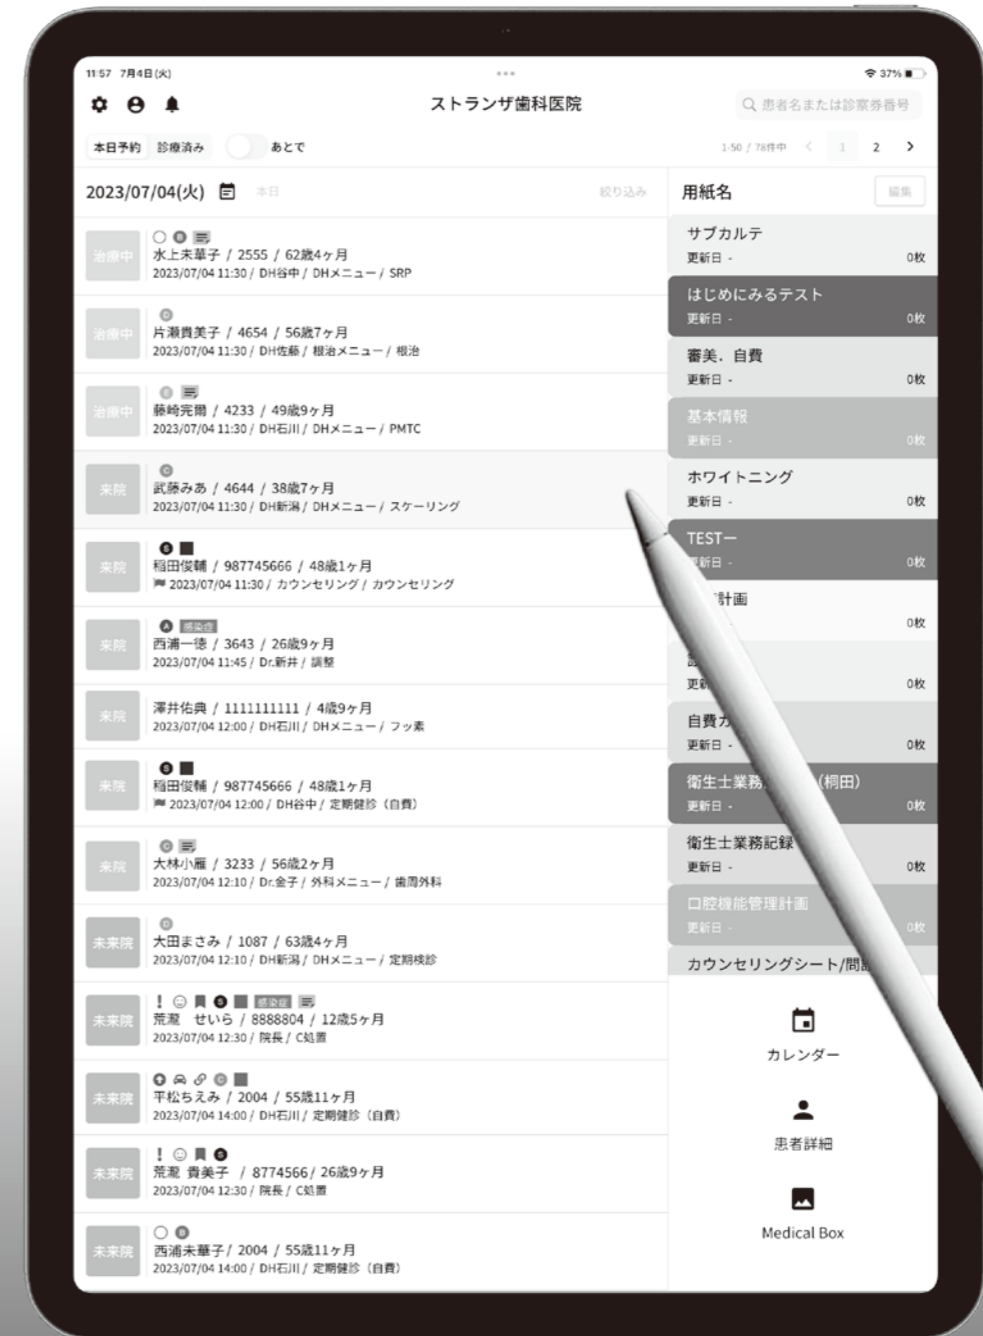 11:57 7月4日(火)
37%
ストランザ歯科医院
患者名または診察券番号
本日予約 診療済み あとで
1-50 / 78件中 < 1 2 >
2023/07/04(火) 本日 絞り込み
用紙名 編集
治療中
B
水上未華子 / 2555 / 62歳4ヶ月
2023/07/04 11:30 / DH谷中 / DHメニュー / SRP
治療中
C
片瀬貴美子 / 4654 / 56歳7ヶ月
2023/07/04 11:30 / DH佐藤 / 根治メニュー / 根治
治療中
藤崎完爾 / 4233 / 49歳9ヶ月
2023/07/04 11:30 / DH石川 / DHメニュー / PMTC
来院
C
武藤みあ / 4644 / 38歳7ヶ月
2023/07/04 11:30 / DH新潟 / DHメニュー / スケーリング
来院
S
稲田俊輔 / 987745666 / 48歳1ヶ月
2023/07/04 11:30 / カウンセリング / カウンセリング
来院
A 感染症
西浦一徳 / 3643 / 26歳9ヶ月
2023/07/04 11:45 / Dr.新井 / 調整
来院
澤井佑典 / 1111111111 / 4歳9ヶ月
2023/07/04 12:00 / DH石川 / DHメニュー / フッ素
来院
S
稲田俊輔 / 987745666 / 48歳1ヶ月
2023/07/04 12:00 / DH谷中 / 定期健診（自費）
来院
C
大林小雁 / 3233 / 56歳2ヶ月
2023/07/04 12:10 / Dr.金子 / 外科メニュー / 歯周外科
未来院
C
大田まさみ / 1087 / 63歳4ヶ月
2023/07/04 12:10 / DH新潟 / DHメニュー / 定期検診
未来院
! S 感染症
荒瀧 せいら / 8888804 / 12歳5ヶ月
2023/07/04 12:30 / 院長 / C処置
未来院
C
平松ちえみ / 2004 / 55歳11ヶ月
2023/07/04 14:00 / DH石川 / 定期健診（自費）
未来院
! S
荒瀧 貴美子 / 8774566 / 26歳9ヶ月
2023/07/04 12:30 / 院長 / C処置
未来院
B
西浦未華子 / 2004 / 55歳11ヶ月
2023/07/04 14:00 / DH石川 / 定期健診（自費）
サブカルテ
更新日 - 0枚
はじめにみるテスト
更新日 - 0枚
審美．自費
更新日 - 0枚
基本情報
更新日 - 0枚
ホワイトニング
更新日 - 0枚
TESTー
新日 - 0枚
計画
0枚
更新 0枚
自費カ
更新日 - 0枚
衛生士業務 （桐田）
更新日 - 0枚
衛生士業務記録
更新日 - 0枚
口腔機能管理計画
更新日 - 0枚
カウンセリングシート/問
カレンダー
患者詳細
Medical Box